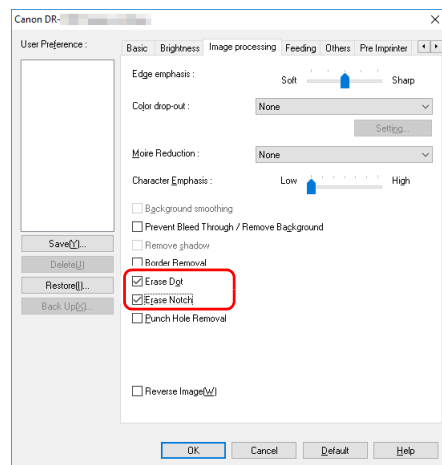 Canon DR-
User Preference :
Basic Brightness Image processing Feeding Others Pre Imprinter
Edge emphasis :
Soft Sharp
Color drop-out :
None
Setting...
Moire Reduction :
None
Character Emphasis :
Low High
Background smoothing
Prevent Bleed Through / Remove Background
Remove shadow
Border Removal
Erase Dot
Erase Notch
Punch Hole Removal
Save(Y)...
Delete(J)
Restore(I)...
Back Up(X)...
Reverse Image(W)
OK Cancel Default Help